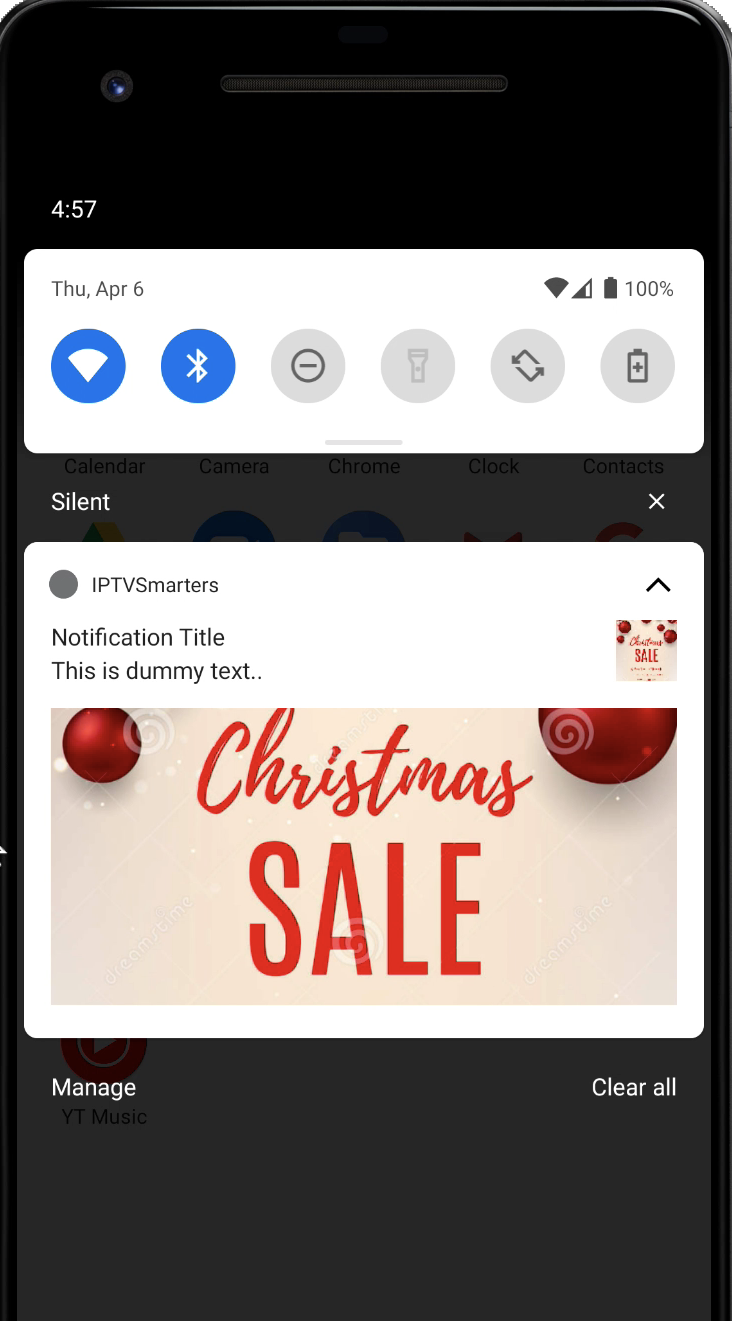 4:57
Thu, Apr 6
100%
Calendar Camera Chrome Clock Contacts
Silent
IPTVSmarters
Notification Title
This is dummy text..
Christmas
SALE
Christmas
SALE
dreamstime
dreamstime
Manage
Clear all
YT Music